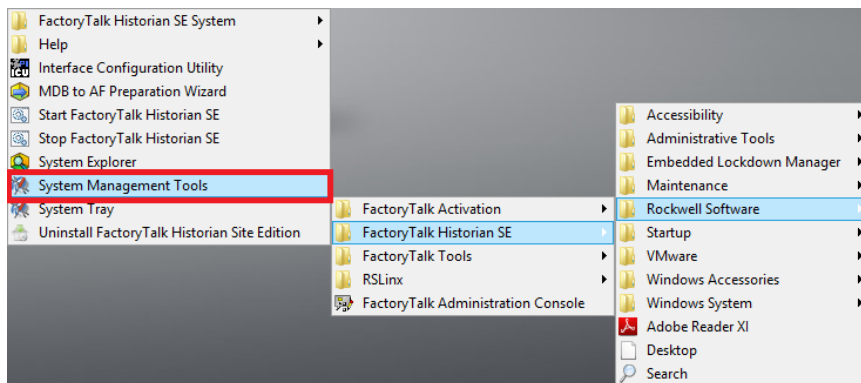 FactoryTalk Historian SE System
Help
Interface Configuration Utility
MDB to AF Preparation Wizard
Start FactoryTalk Historian SE
Stop FactoryTalk Historian SE
System Explorer
System Management Tools
System Tray
Uninstall FactoryTalk Historian Site Edition
FactoryTalk Activation
FactoryTalk Historian SE
FactoryTalk Tools
RSLinx
FactoryTalk Administration Console
Accessibility
Administrative Tools
Embedded Lockdown Manager
Maintenance
Rockwell Software
Startup
VMware
Windows Accessories
Windows System
Adobe Reader XI
Desktop
Search